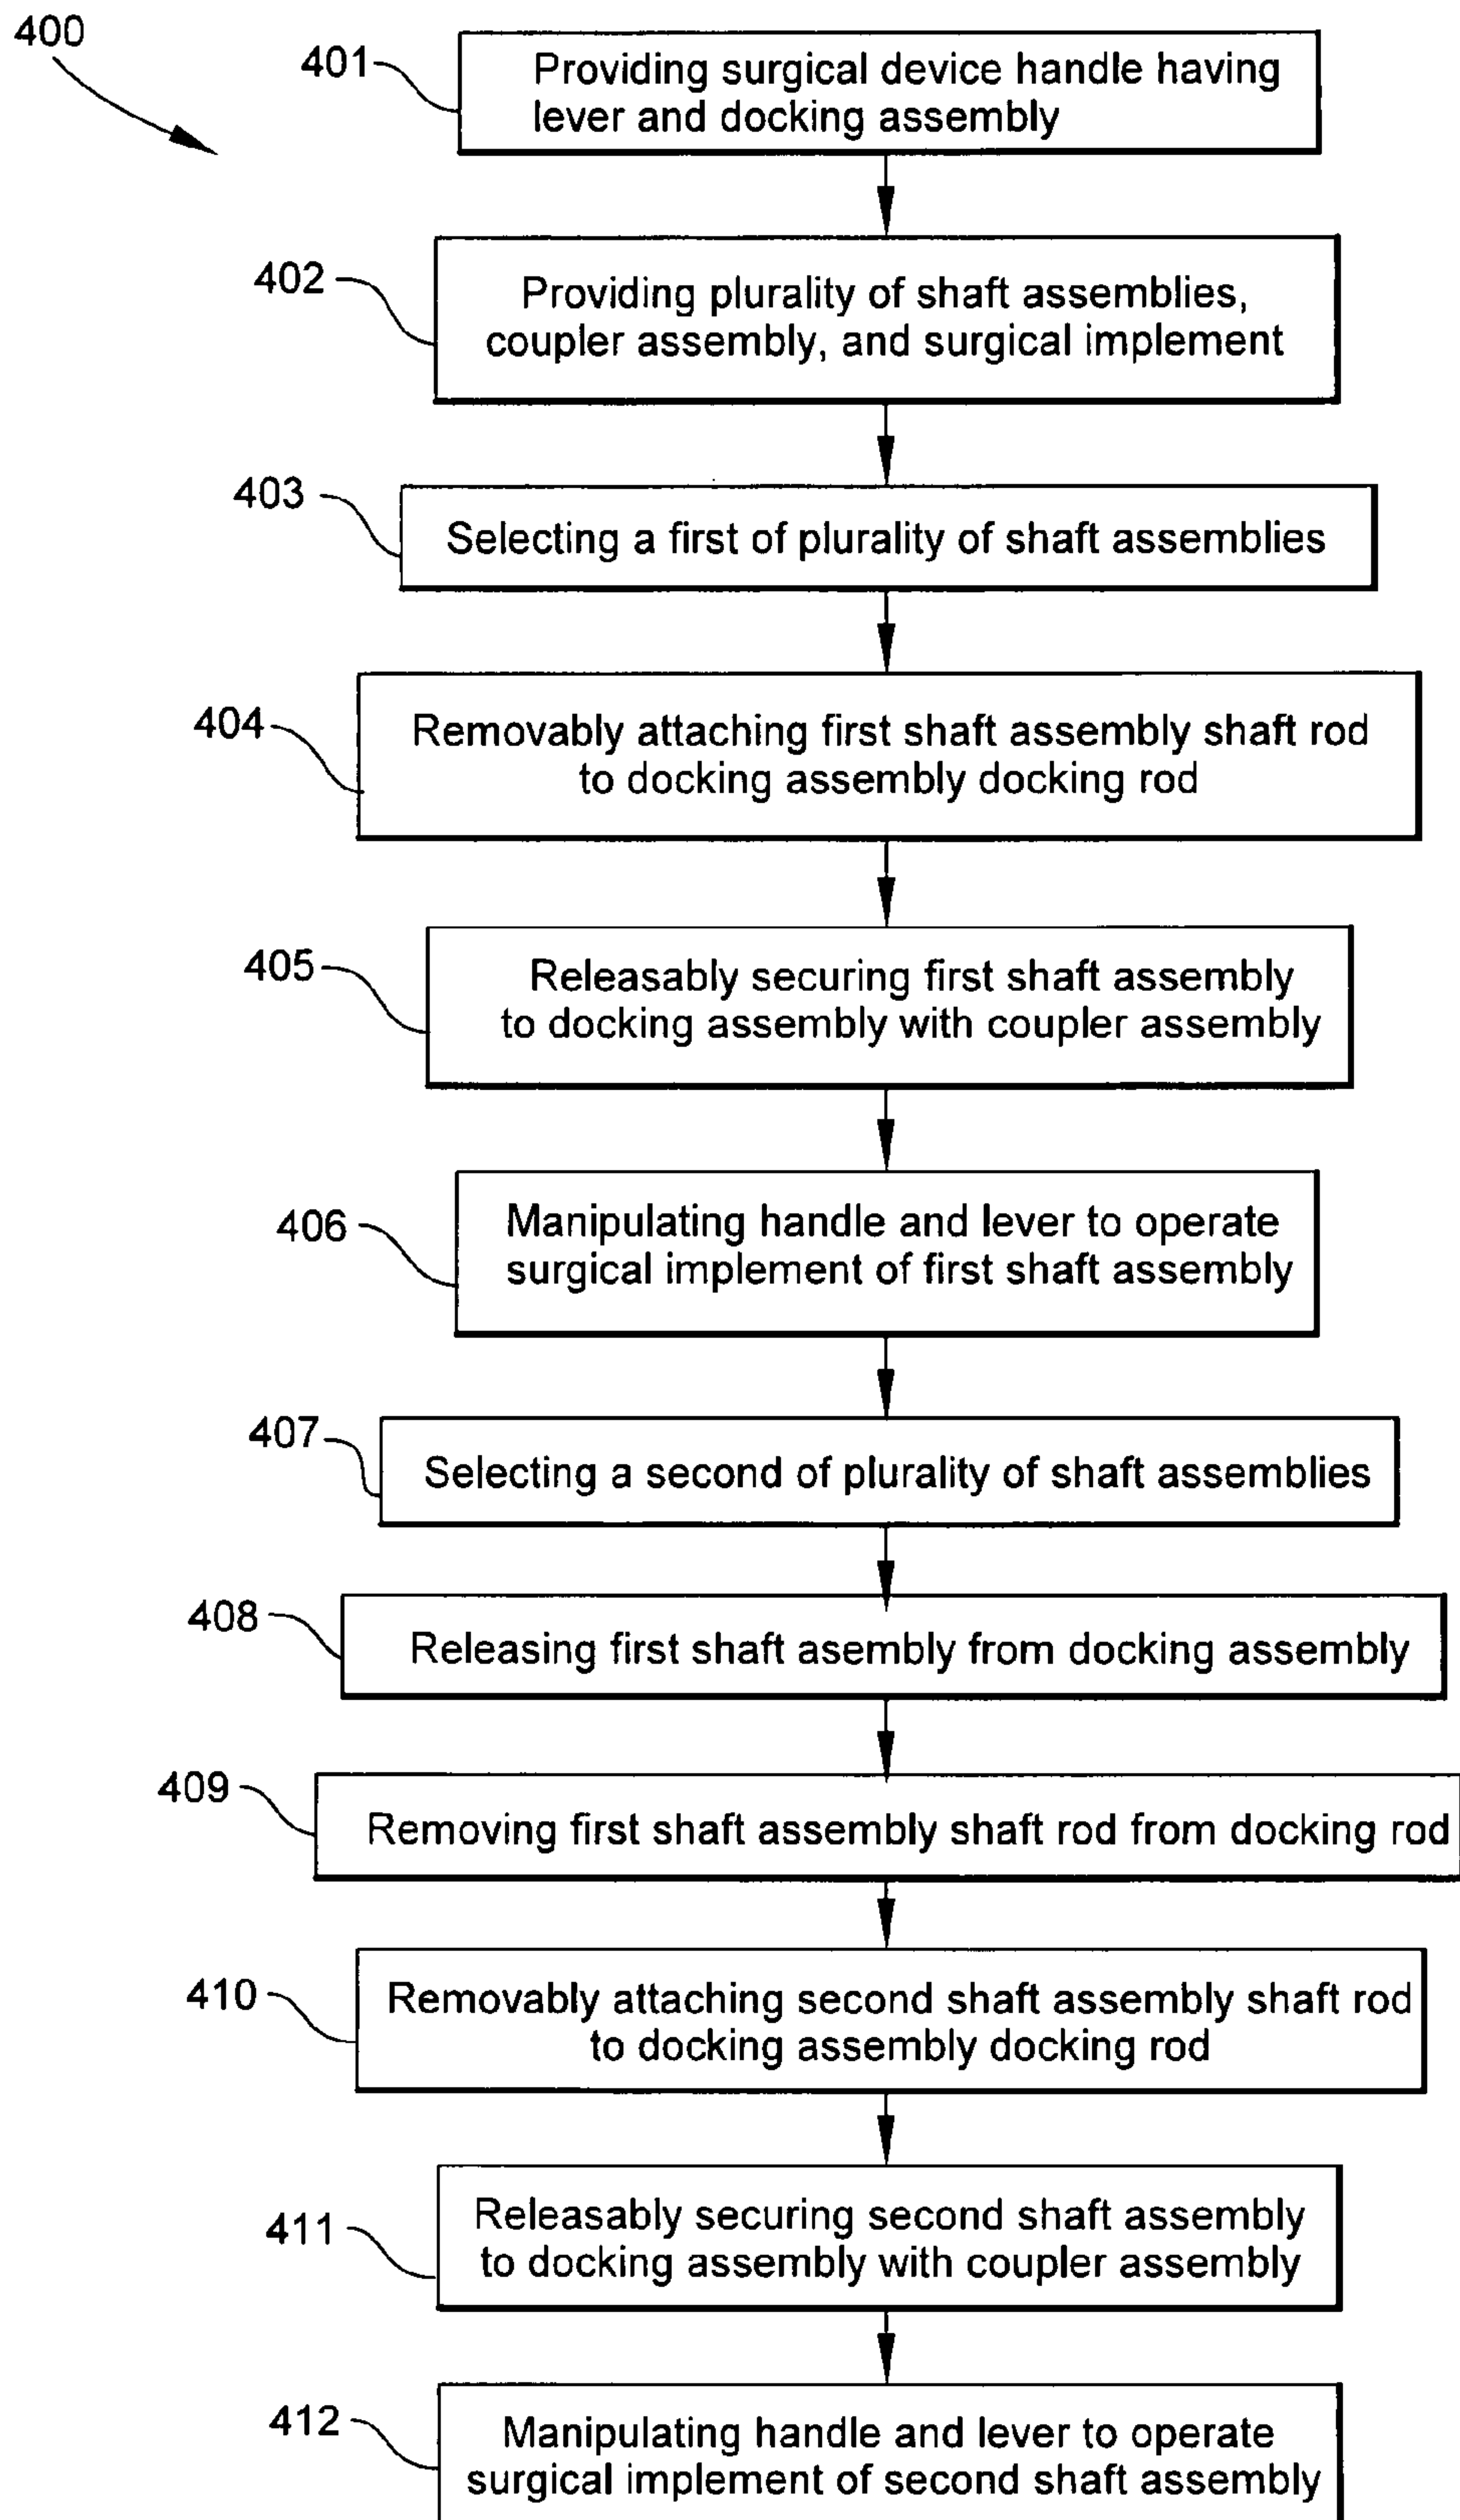 400
401
Providing surgical device handle having
lever and docking assembly
402
Providing plurality of shaft assemblies,
coupler assembly, and surgical implement
403
Selecting a first of plurality of shaft assemblies
404
Removably attaching first shaft assembly shaft rod
to docking assembly docking rod
405
Releasably securing first shaft assembly
to docking assembly with coupler assembly
406
Manipulating handle and lever to operate
surgical implement of first shaft assembly
407
Selecting a second of plurality of shaft assemblies
408
Releasing first shaft asembly from docking assembly
409
Removing first shaft assembly shaft rod from docking rod
410
Removably attaching second shaft assembly shaft rod
to docking assembly docking rod
411
Releasably securing second shaft assembly
to docking assembly with coupler assembly
412
Manipulating handle and lever to operate
surgical implement of second shaft assembly